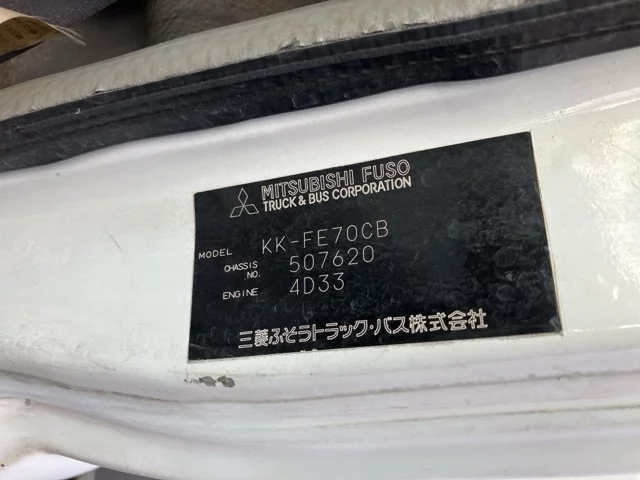 MITSUBISHI FUSO
TRUCK & BUS CORPORATION
MODEL KK-FE70CB
CHASSIS NO. 507620
ENGINE 4D33
三菱ふそうトラック・バス株式会社